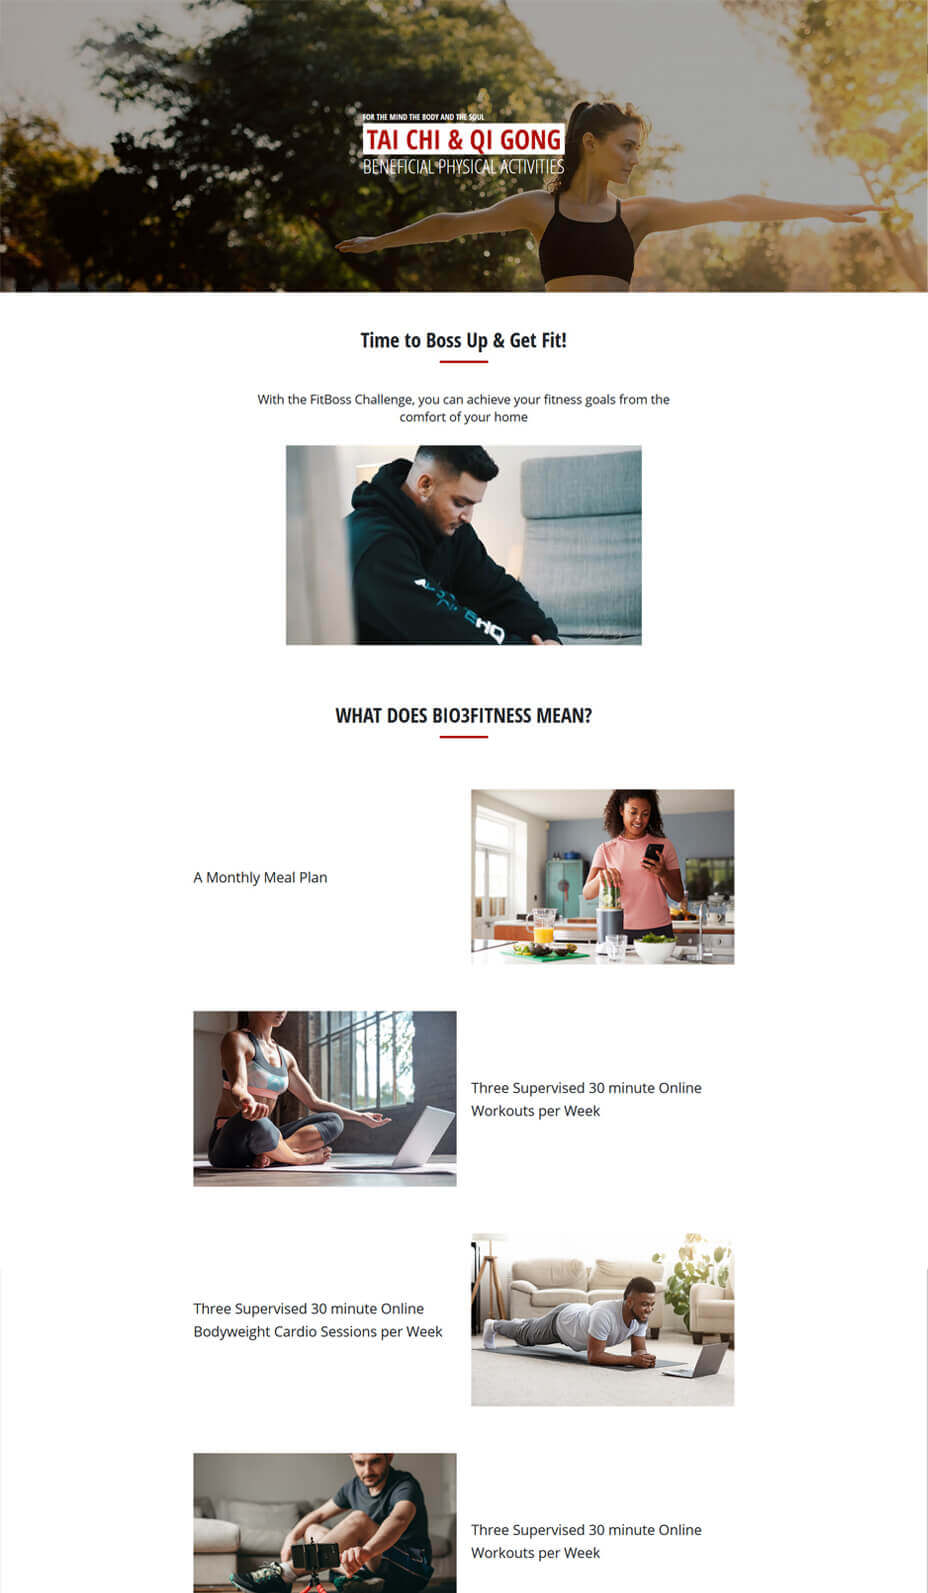 FOR THE MIND THE BODY AND THE SOUL
TAI CHI & QI GONG
BENEFICIAL PHYSICAL ACTIVITIES
Time to Boss Up & Get Fit!
With the FitBoss Challenge, you can achieve your fitness goals from the
comfort of your home
HQ
WHAT DOES BIO3FITNESS MEAN?
A Monthly Meal Plan
Three Supervised 30 minute Online
Workouts per Week
Three Supervised 30 minute Online
Bodyweight Cardio Sessions per Week
Three Supervised 30 minute Online
Workouts per Week